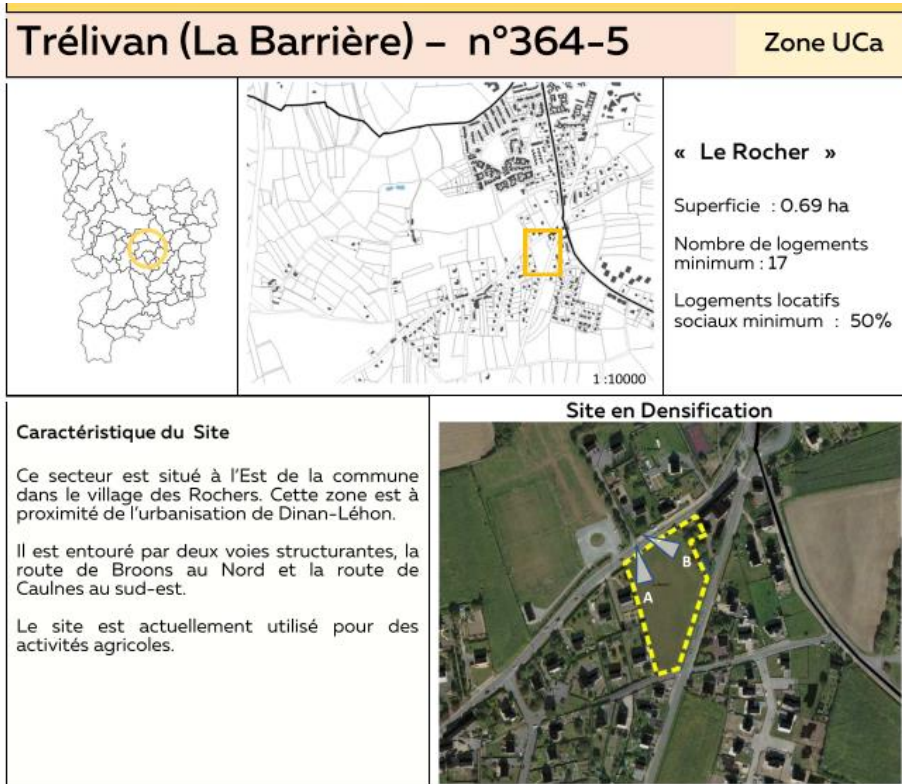 Trélivan (La Barrière) – n°364-5
Zone UCa
1 :10000
« Le Rocher »
Superficie : 0.69 ha
Nombre de logements
minimum : 17
Logements locatifs
sociaux minimum : 50%
Caractéristique du Site
Ce secteur est situé à l’Est de la commune
dans le village des Rochers. Cette zone est à
proximité de l’urbanisation de Dinan-Léhon.
Il est entouré par deux voies structurantes, la
route de Broons au Nord et la route de
Caulnes au sud-est.
Le site est actuellement utilisé pour des
activités agricoles.
Site en Densification
B
A